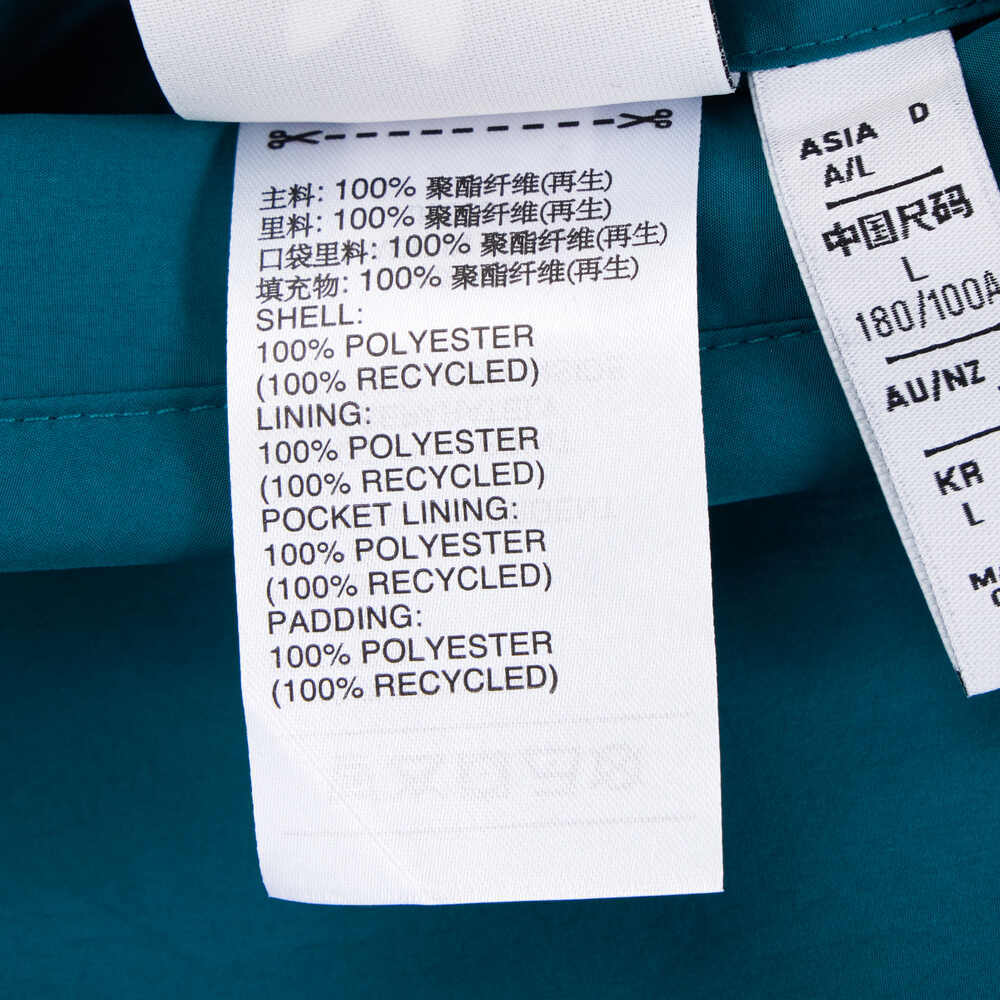 主料: 100% 聚酯纤维(再生)
里料: 100% 聚酯纤维(再生)
口袋里料: 100% 聚酯纤维(再生)
填充物: 100% 聚酯纤维(再生)
SHELL:
100% POLYESTER
(100% RECYCLED)
LINING:
100% POLYESTER
(100% RECYCLED)
POCKET LINING:
100% POLYESTER
(100% RECYCLED)
PADDING:
100% POLYESTER
(100% RECYCLED)
ASIA D
A/L
中国尺码
L
180/100A
AU/NZ
KR
L